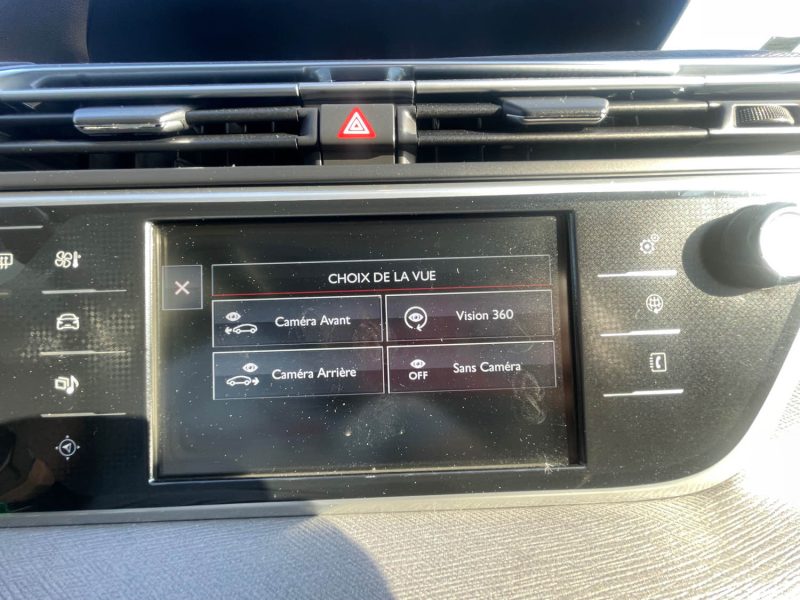 CHOIX DE LA VUE
Caméra Avant
Vision 360
Caméra Arrière
OFF
Sans Caméra